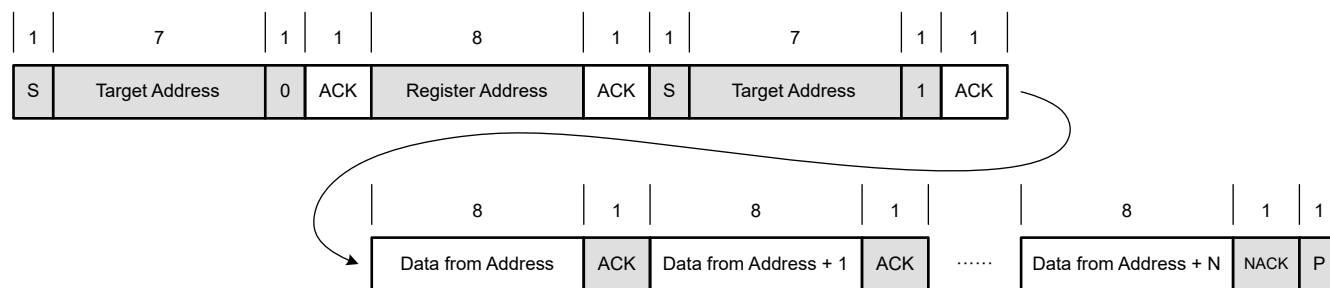 1 7 1 1 8 1 1 7 1 1
S Target Address 0 ACK Register Address ACK S Target Address 1 ACK
8 1 8 1 8 1 1
Data from Address ACK Data from Address + 1 ACK ...... Data from Address + N NACK P